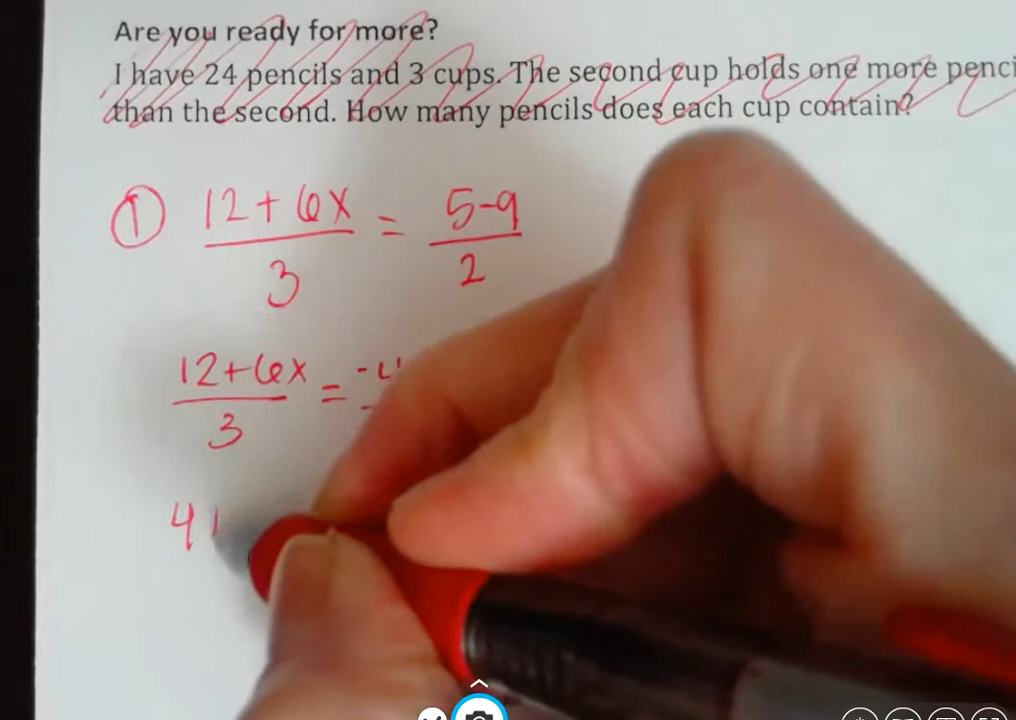 Are you ready for more?
I have 24 pencils and 3 cups. The second cup holds one more
than the second. How many pencils does each cup contain?
① (12+6x)/3 = (5-9)/2
(12+6x)/3 = -4
4